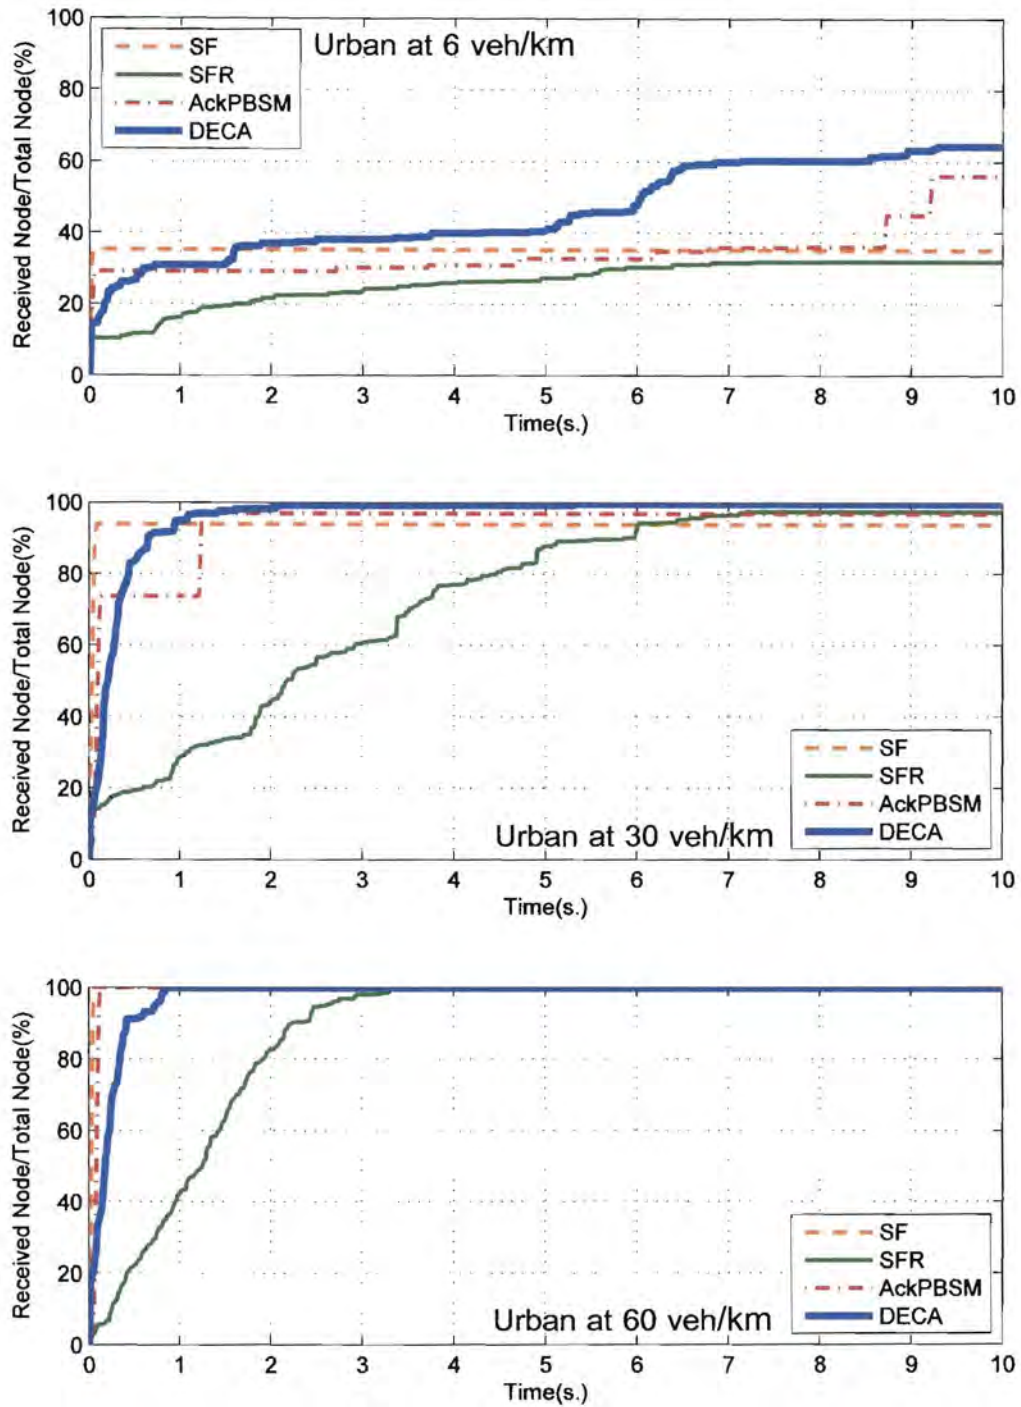 Urban at 6 veh/km
SF
SFR
AckPBSM
DECA
Received Node/Total Node(%)
100
80
60
40
20
0
0 1 2 3 4 5 6 7 8 9 10
Time(s.)
Received Node/Total Node(%)
100
80
60
40
20
0
SF
SFR
AckPBSM
DECA
Urban at 30 veh/km
0 1 2 3 4 5 6 7 8 9 10
Time(s.)
Received Node/Total Node(%)
100
80
60
40
20
0
SF
SFR
AckPBSM
DECA
Urban at 60 veh/km
0 1 2 3 4 5 6 7 8 9 10
Time(s.)